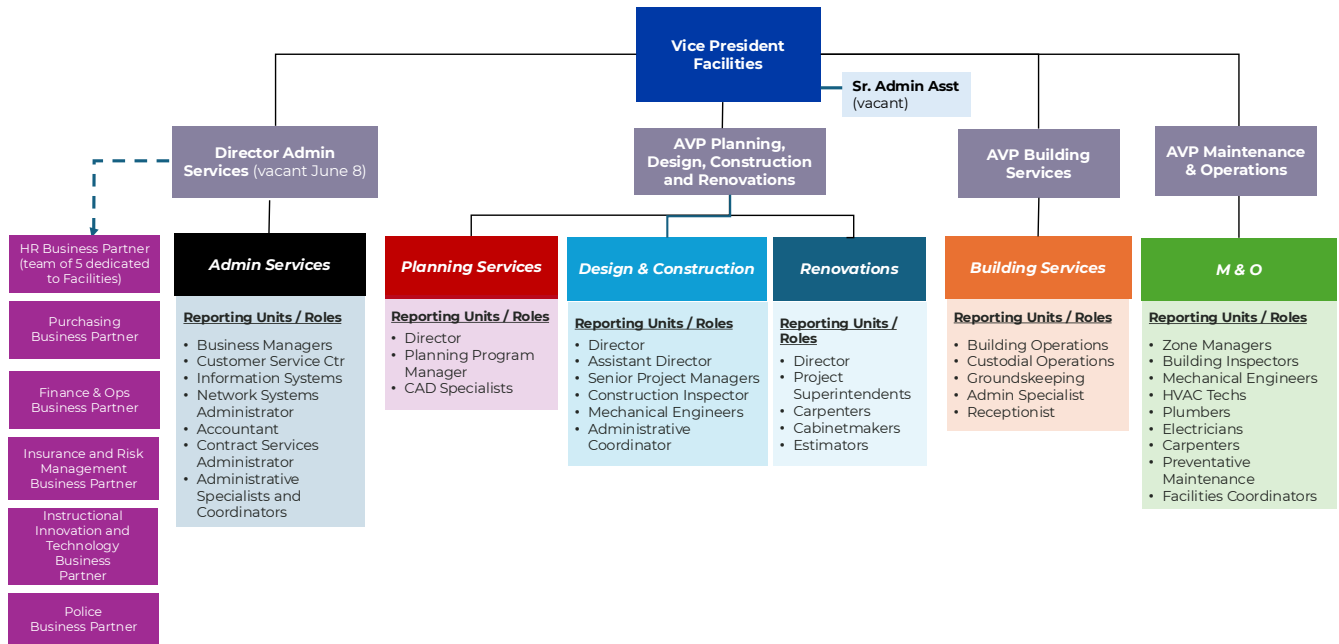 Vice President
Facilities
Sr. Admin Asst
(vacant)
Director Admin
Services (vacant June 8)
AVP Planning,
Design, Construction
and Renovations
AVP Building
Services
AVP Maintenance
& Operations
HR Business Partner
(team of 5 dedicated
to Facilities)
Purchasing
Business Partner
Finance & Ops
Business Partner
Insurance and Risk
Management
Business Partner
Instructional
Innovation and
Technology
Business
Partner
Police
Business Partner
Admin Services
Reporting Units / Roles
• Business Managers
• Customer Service Ctr
• Information Systems
• Network Systems
Administrator
• Accountant
• Contract Services
Administrator
• Administrative
Specialists and
Coordinators
Planning Services
Reporting Units / Roles
• Director
• Planning Program
Manager
• CAD Specialists
Design & Construction
Reporting Units / Roles
• Director
• Assistant Director
• Senior Project Managers
• Construction Inspector
• Mechanical Engineers
• Administrative
Coordinator
Renovations
Reporting Units /
Roles
• Director
• Project
Superintendents
• Carpenters
• Cabinetmakers
• Estimators
Building Services
Reporting Units / Roles
• Building Operations
• Custodial Operations
• Groundskeeping
• Admin Specialist
• Receptionist
M & O
Reporting Units / Roles
• Zone Managers
• Building Inspectors
• Mechanical Engineers
• HVAC Techs
• Plumbers
• Electricians
• Carpenters
• Preventative
Maintenance
• Facilities Coordinators